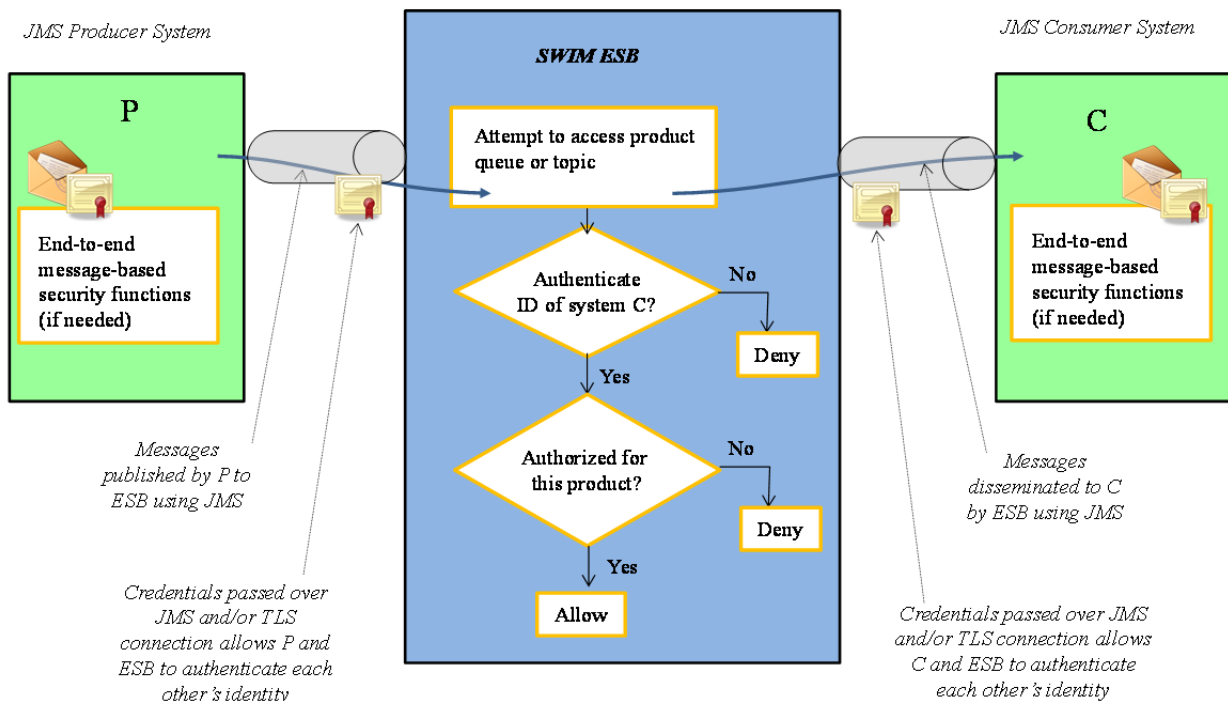 JMS Producer System
SWIM ESB
JMS Consumer System
P
Attempt to access product
queue or topic
C
End-to-end
message-based
security functions
(if needed)
Authenticate
ID of system C?
No
Deny
Yes
End-to-end
message-based
security functions
(if needed)
Messages
published by P to
ESB using JMS
Authorized for
this product?
No
Deny
Yes
Allow
Messages
disseminated to C
by ESB using JMS
Credentials passed over
JMS and/or TLS
connection allows P and
ESB to authenticate each
other's identity
Credentials passed over JMS
and/or TLS connection allows
C and ESB to authenticate
each other's identity